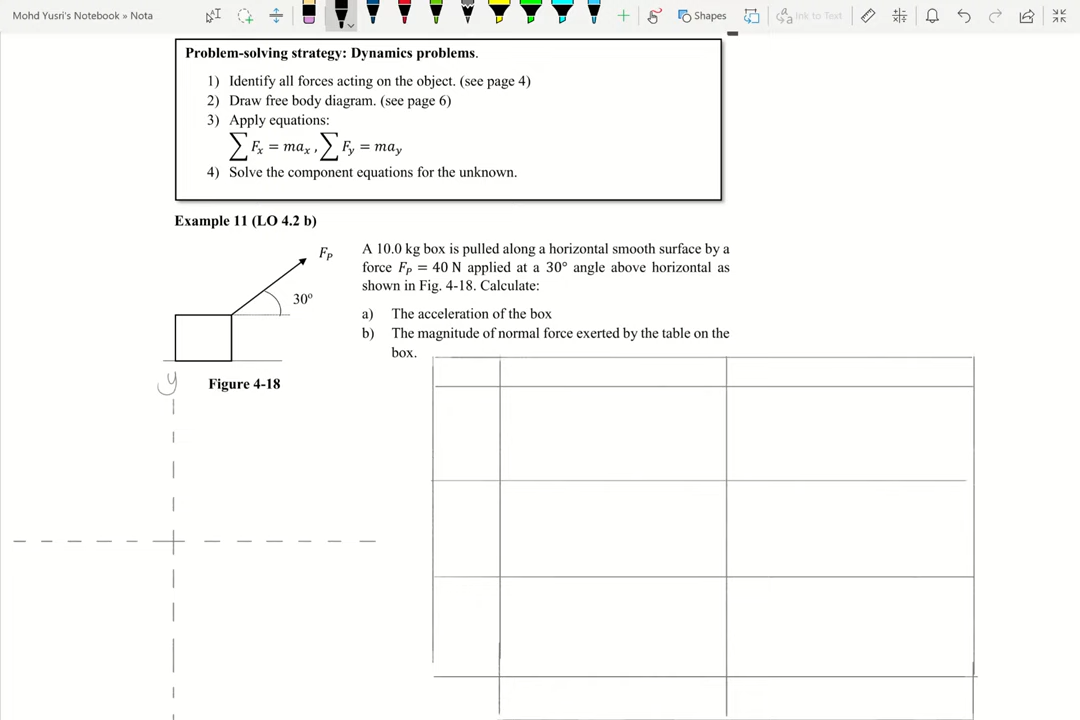 Mohd Yusri's Notebook » Nota
Shapes
Ink to Text
Problem-solving strategy: Dynamics problems.
1) Identify all forces acting on the object. (see page 4)
2) Draw free body diagram. (see page 6)
3) Apply equations:
∑ Fₓ = maₓ , ∑ Fᵧ = maᵧ
4) Solve the component equations for the unknown.
Example 11 (LO 4.2 b)
F_P
30°
A 10.0 kg box is pulled along a horizontal smooth surface by a
force F_P = 40 N applied at a 30° angle above horizontal as
shown in Fig. 4-18. Calculate:
a) The acceleration of the box
b) The magnitude of normal force exerted by the table on the
box.
Figure 4-18
y